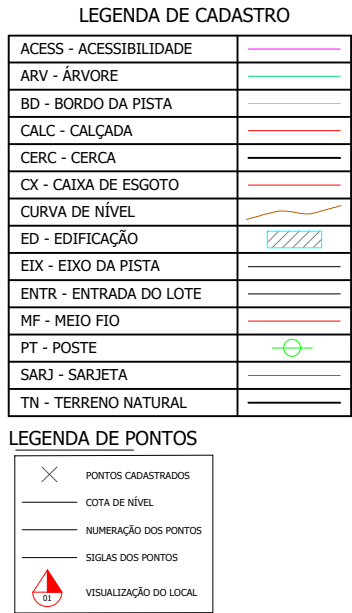 LEGENDA DE CADASTRO
ACESS - ACESSIBILIDADE
ARV - ÁRVORE
BD - BORDO DA PISTA
CALC - CALÇADA
CERC - CERCA
CX - CAIXA DE ESGOTO
CURVA DE NÍVEL
ED - EDIFICAÇÃO
EIX - EIXO DA PISTA
ENTR - ENTRADA DO LOTE
MF - MEIO FIO
PT - POSTE
SARJ - SARJETA
TN - TERRENO NATURAL
LEGENDA DE PONTOS
PONTOS CADASTRADOS
COTA DE NÍVEL
NUMERAÇÃO DOS PONTOS
SIGLAS DOS PONTOS
01 VISUALIZAÇÃO DO LOCAL